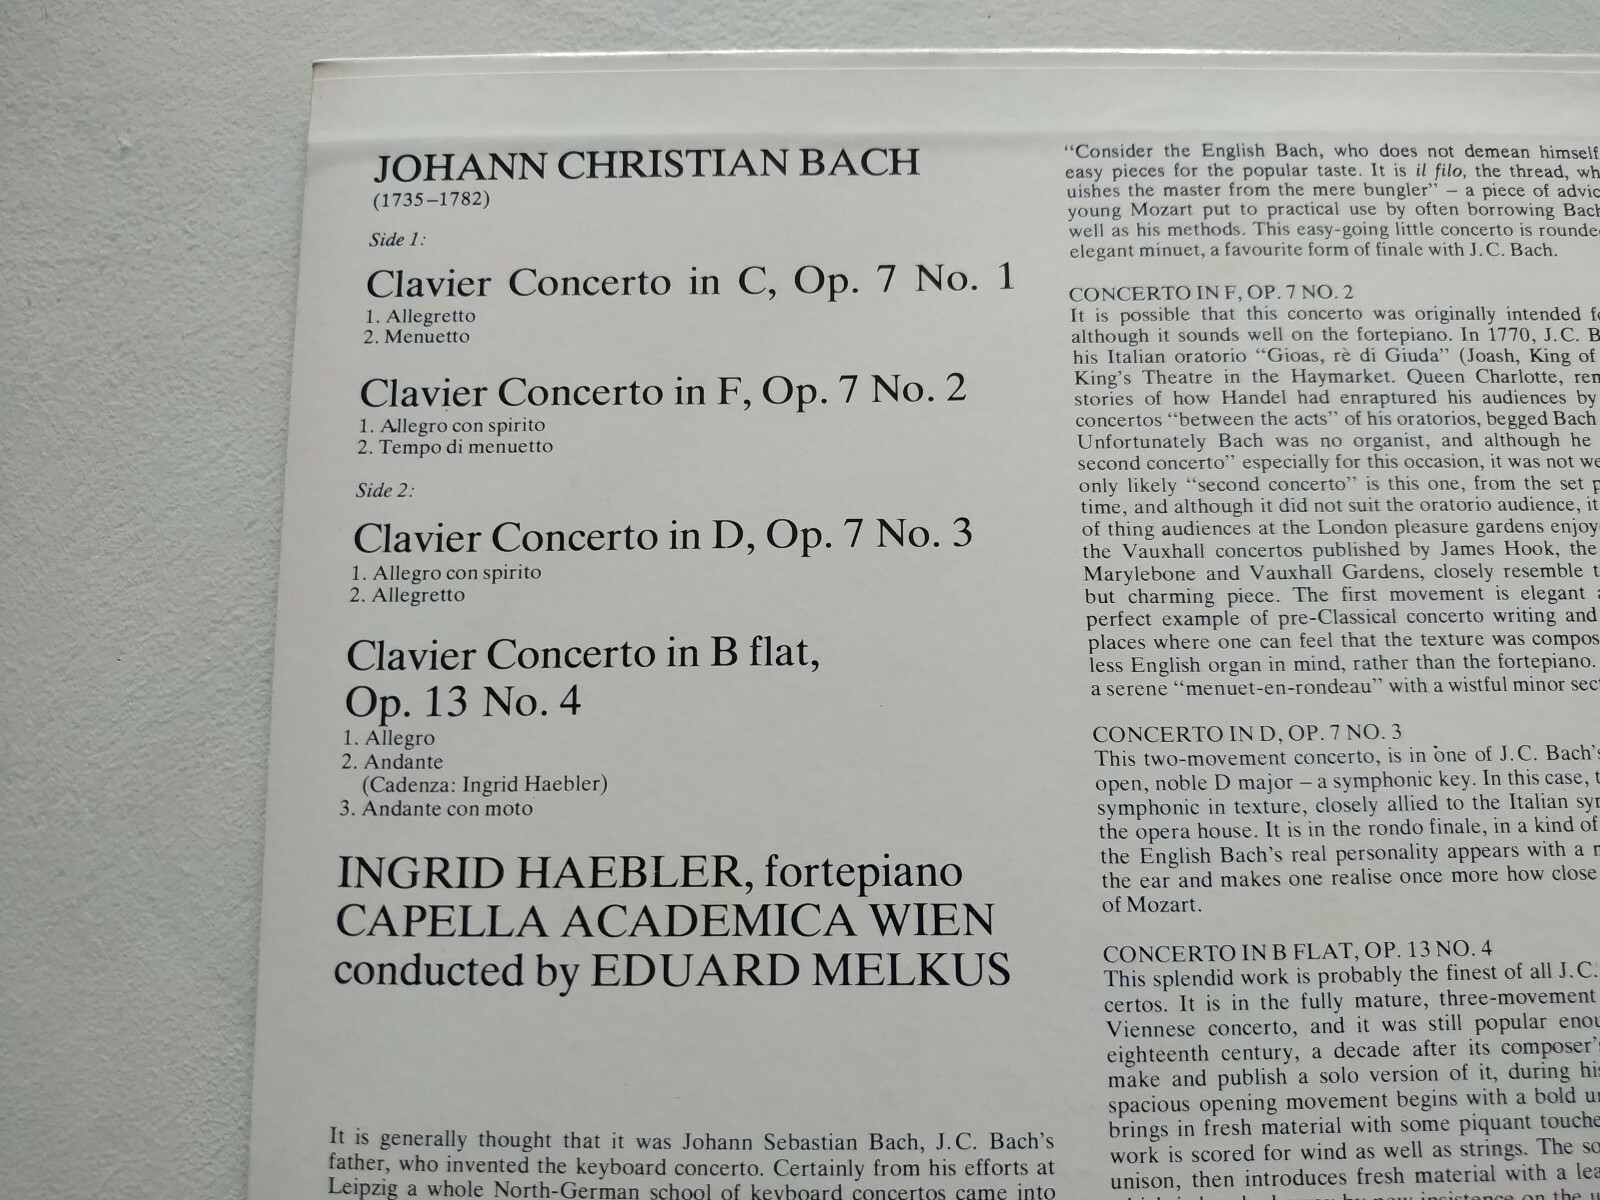 JOHANN CHRISTIAN BACH
(1735–1782)
Side 1:
Clavier Concerto in C, Op. 7 No. 1
1. Allegretto
2. Menuetto
Clavier Concerto in F, Op. 7 No. 2
1. Allegro con spirito
2. Tempo di menuetto
Side 2:
Clavier Concerto in D, Op. 7 No. 3
1. Allegro con spirito
2. Allegretto
Clavier Concerto in B flat,
Op. 13 No. 4
1. Allegro
2. Andante
(Cadenza: Ingrid Haebler)
3. Andante con moto
INGRID HAEBLER, fortepiano
CAPELLA ACADEMICA WIEN
conducted by EDUARD MELKUS
It is generally thought that it was Johann Sebastian Bach, J.C. Bach's
father, who invented the keyboard concerto. Certainly from his efforts at
Leipzig a whole North-German school of keyboard concertos came into
“Consider the English Bach, who does not demean himself
easy pieces for the popular taste. It is il filo, the thread,
uishes the master from the mere bungler” – a piece of
young Mozart put to practical use by often borrowing
well as his methods. This easy-going little concerto is
elegant minuet, a favourite form of finale with J.C. Bach.
CONCERTO IN F, OP. 7 NO. 2
It is possible that this concerto was originally intended
although it sounds well on the fortepiano. In 1770, J.C.
his Italian oratorio “Gioas, rè di Giuda” (Joash, King of
King's Theatre in the Haymarket. Queen Charlotte,
stories of how Handel had enraptured his audiences by
concertos “between the acts” of his oratorios, begged Bach
Unfortunately Bach was no organist, and although he
second concerto” especially for this occasion, it was not
only likely “second concerto” is this one, from the set
time, and although it did not suit the oratorio audience, it
of thing audiences at the London pleasure gardens
the Vauxhall concertos published by James Hook, the
Marylebone and Vauxhall Gardens, closely resemble
but charming piece. The first movement is elegant
perfect example of pre-Classical concerto writing and
places where one can feel that the texture was
less English organ in mind, rather than the fortepiano.
a serene “menuet-en-rondeau” with a wistful minor
CONCERTO IN D, OP. 7 NO. 3
This two-movement concerto, is in one of J.C. Bach's
open, noble D major – a symphonic key. In this case,
symphonic in texture, closely allied to the Italian
the opera house. It is in the rondo finale, in a kind of
the English Bach's real personality appears with a
the ear and makes one realise once more how close
of Mozart.
CONCERTO IN B FLAT, OP. 13 NO. 4
This splendid work is probably the finest of all J.C.
certos. It is in the fully mature, three-movement
Viennese concerto, and it was still popular
eighteenth century, a decade after its composer's
make and publish a solo version of it, during
spacious opening movement begins with a bold
brings in fresh material with some piquant
work is scored for wind as well as strings. The
unison, then introduces fresh material with a